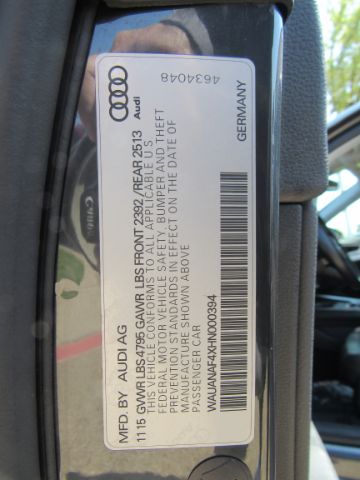 MFD. BY AUDI AG
11 15 GVWR LBS 4795 GAWR LBS FRONT 2392 /REAR 2513
THIS VEHICLE CONFORMS TO ALL APPLICABLE U S
FEDERAL MOTOR VEHICLE SAFETY, BUMPER AND THEFT
PREVENTION STANDARDS IN EFFECT ON THE DATE OF
MANUFACTURE SHOWN ABOVE
PASSENGER CAR
WAUANAF4XHN000394
GERMANY
Audi
4634048